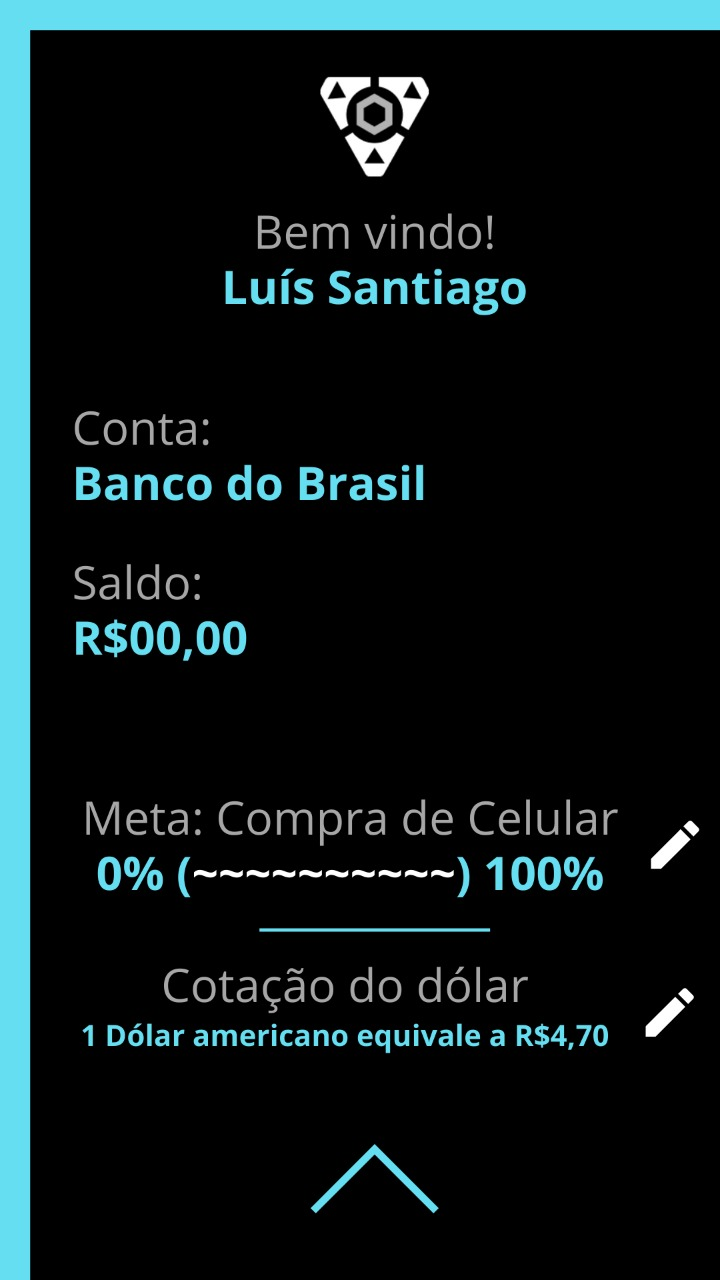 Bem vindo!
Luís Santiago
Conta:
Banco do Brasil
Saldo:
R$00,00
Meta: Compra de Celular
0% (~~~~~~~~~~) 100%
Cotação do dólar
1 Dólar americano equivale a R$4,70